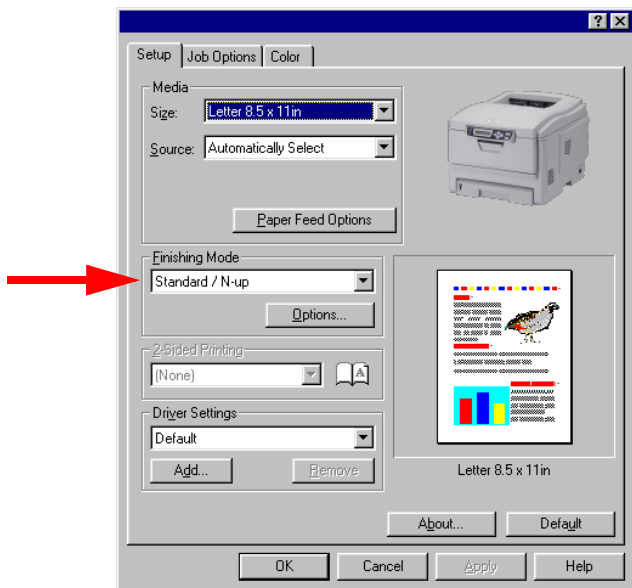 Setup Job Options Color
Media
Size: Letter 8.5 x 11in
Source: Automatically Select
Paper Feed Options
Finishing Mode
Standard / N-up
Options...
2-Sided Printing
(None)
A
Driver Settings
Default
Add... Remove
Letter 8.5 x 11in
About... Default
OK Cancel Apply Help